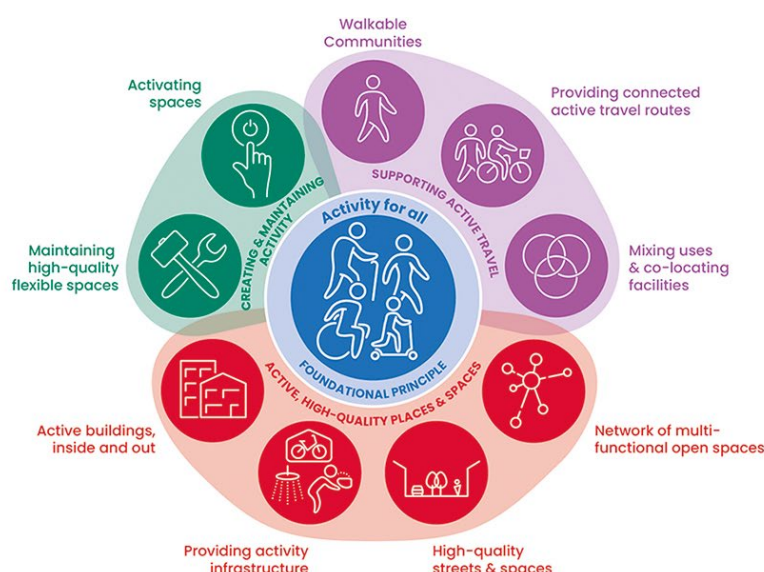 Walkable
Communities
Activating
spaces
Providing connected
active travel routes
SUPPORTING ACTIVE TRAVEL
CREATING & MAINTAINING
ACTIVITY
Activity for all
Maintaining
high-quality
flexible spaces
Mixing uses
& co-locating
facilities
FOUNDATIONAL PRINCIPLE
ACTIVE, HIGH-QUALITY PLACES & SPACES
Active buildings,
inside and out
Network of multi-
functional open spaces
Providing activity
infrastructure
High-quality
streets & spaces